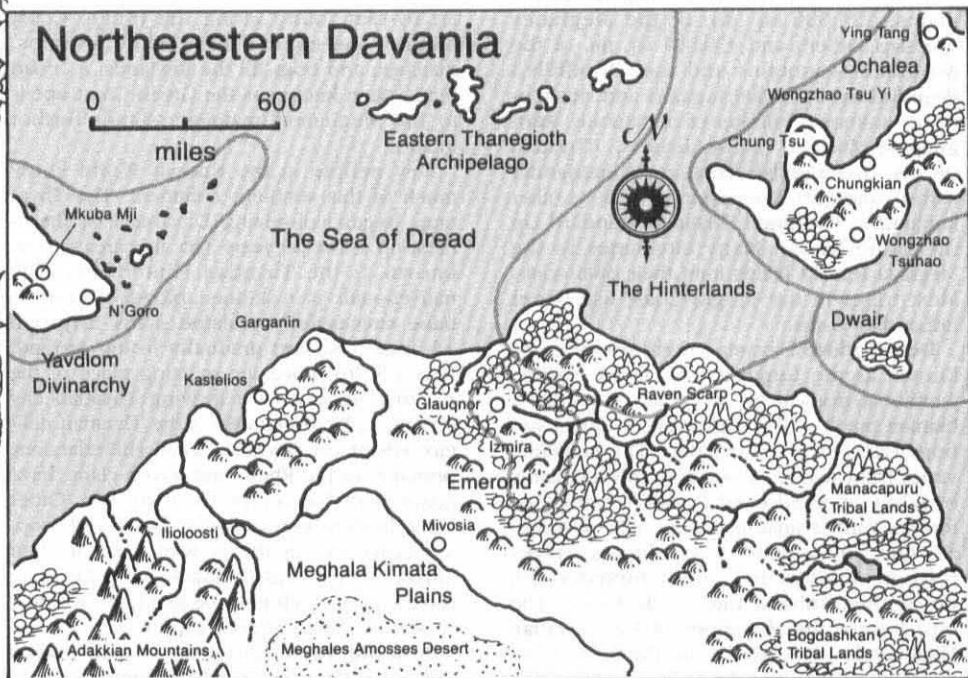 Northeastern Davania
0 600
miles
Eastern Thanegioth
Archipelago
N
Ying Tang
Ochalea
Wongzhao Tsu Yi
Chung Tsu
Chungkian
Wongzhao
Tsuhao
Mkuba Mji
N'Goro
The Sea of Dread
The Hinterlands
Dwair
Yavdlom
Divinarchy
Garganin
Kastelios
Glauqnor
Raven Scarp
Izmira
Emerond
Manacapuru
Tribal Lands
Ilioloosti
Mivosia
Meghala Kimata
Plains
Adakkian Mountains
Meghales Amosses Desert
Bogdashkan
Tribal Lands